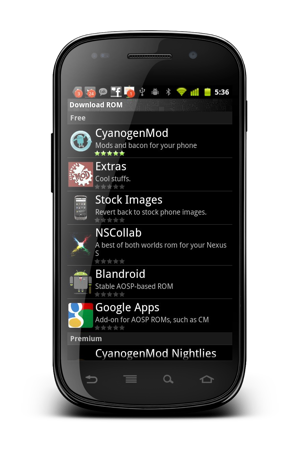 5:36
Download ROM
Free
CyanogenMod
Mods and bacon for your phone
Extras
Cool stuffs.
Stock Images
Revert back to stock phone images.
NSCollab
A best of both worlds rom for your Nexus
S
Blandroid
Stable AOSP-based ROM
Google Apps
Add-on for AOSP ROMs, such as CM
Premium
CyanogenMod Nightlies